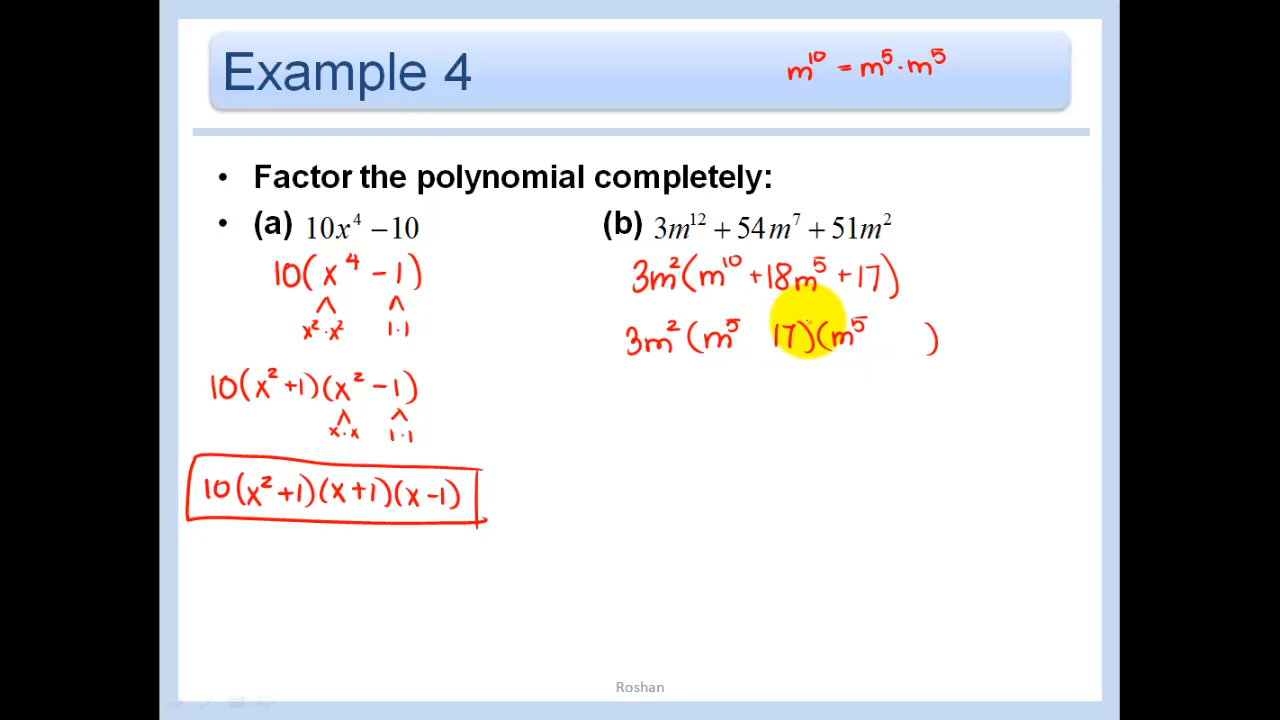 Example 4
m¹⁰ = m⁵ · m⁵
• Factor the polynomial completely:
• (a) 10x⁴ − 10
10(x⁴ − 1)
x² · x² 1 · 1
10(x² + 1)(x² − 1)
x · x 1 · 1
10(x² + 1)(x + 1)(x − 1)
(b) 3m¹² + 54m⁷ + 51m²
3m²(m¹⁰ + 18m⁵ + 17)
3m²(m⁵ 17)(m⁵ )
Roshan